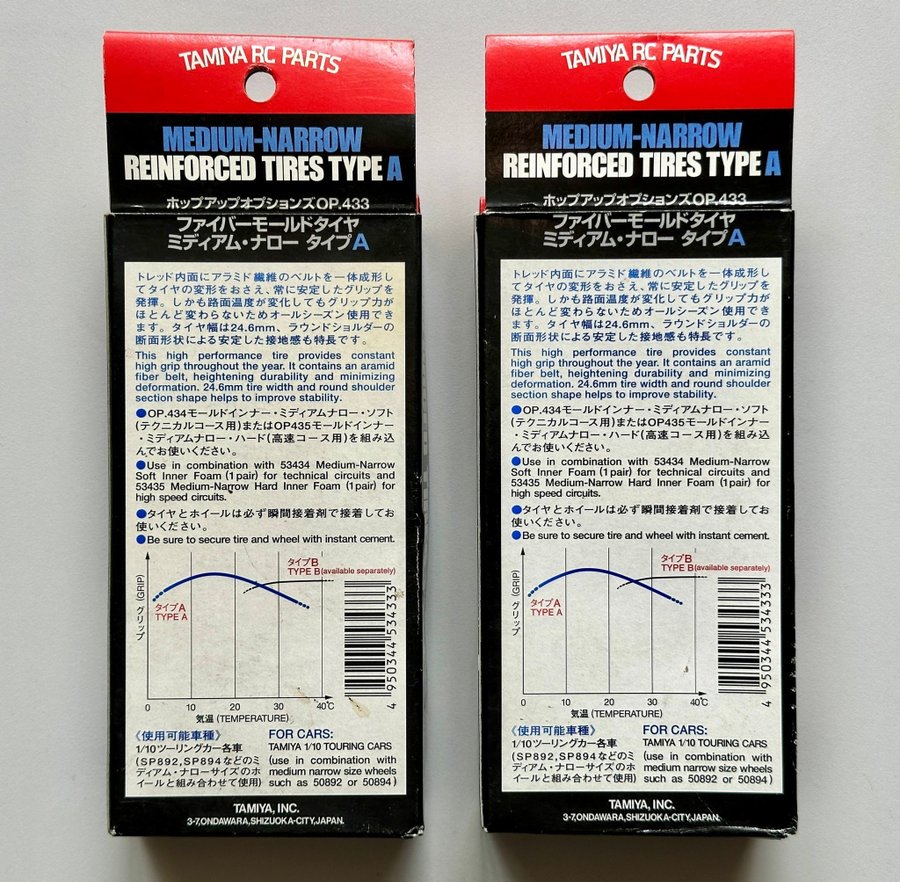 TAMIYA RC PARTS
MEDIUM-NARROW
REINFORCED TIRES TYPE A
ホップアップオプションズOP.433
ファイバーモールドタイヤ
ミディアム・ナロー タイプA
トレッド内面にアラミド繊維のベルトを一体成形し
てタイヤの変形をおさえ、常に安定したグリップを
発揮。しかも路面温度が変化してもグリップ力が
ほとんど変わらないためオールシーズン使用でき
ます。タイヤ幅は24.6mm、ラウンドショルダーの
断面形状による安定した接地感も特長です。
This high performance tire provides constant
high grip throughout the year. It contains an aramid
fiber belt, heightening durability and minimizing
deformation. 24.6mm tire width and round shoulder
section shape helps to improve stability.
●OP.434モールドインナー・ミディアムナロー・ソフト
(テクニカルコース用)またはOP435モールドインナー
・ミディアムナロー・ハード(高速コース用)を組み込
んでお使いください。
●Use in combination with 53434 Medium-Narrow
Soft Inner Foam (1 pair) for technical circuits and
53435 Medium-Narrow Hard Inner Foam (1 pair) for
high speed circuits.
●タイヤとホイールは必ず瞬間接着剤で接着してお
使いください。
●Be sure to secure tire and wheel with instant cement.
グリップ (GRIP)
タイプB
TYPE B (available separately)
タイプA
TYPE A
0 10 20 30 40℃
気温 (TEMPERATURE)
4 950344 534333
《使用可能車種》
1/10ツーリングカー各車
(SP892,SP894などのミ
ディアム・ナローサイズのホ
イールと組み合わせて使用)
FOR CARS:
TAMIYA 1/10 TOURING CARS
(use in combination with
medium narrow size wheels
such as 50892 or 50894)
TAMIYA, INC.
3-7,ONDAWARA,SHIZUOKA-CITY,JAPAN.
TAMIYA RC PARTS
MEDIUM-NARROW
REINFORCED TIRES TYPE A
ホップアップオプションズOP.433
ファイバーモールドタイヤ
ミディアム・ナロー タイプA
トレッド内面にアラミド繊維のベルトを一体成形し
てタイヤの変形をおさえ、常に安定したグリップを
発揮。しかも路面温度が変化してもグリップ力が
ほとんど変わらないためオールシーズン使用でき
ます。タイヤ幅は24.6mm、ラウンドショルダーの
断面形状による安定した接地感も特長です。
This high performance tire provides constant
high grip throughout the year. It contains an aramid
fiber belt, heightening durability and minimizing
deformation. 24.6mm tire width and round shoulder
section shape helps to improve stability.
●OP.434モールドインナー・ミディアムナロー・ソフト
(テクニカルコース用)またはOP435モールドインナー
・ミディアムナロー・ハード(高速コース用)を組み込
んでお使いください。
●Use in combination with 53434 Medium-Narrow
Soft Inner Foam (1 pair) for technical circuits and
53435 Medium-Narrow Hard Inner Foam (1 pair) for
high speed circuits.
●タイヤとホイールは必ず瞬間接着剤で接着してお
使いください。
●Be sure to secure tire and wheel with instant cement.
グリップ (GRIP)
タイプB
TYPE B (available separately)
タイプA
TYPE A
0 10 20 30 40℃
気温 (TEMPERATURE)
4 950344 534333
《使用可能車種》
1/10ツーリングカー各車
(SP892,SP894などのミ
ディアム・ナローサイズのホ
イールと組み合わせて使用)
FOR CARS:
TAMIYA 1/10 TOURING CARS
(use in combination with
medium narrow size wheels
such as 50892 or 50894)
TAMIYA, INC.
3-7,ONDAWARA,SHIZUOKA-CITY,JAPAN.